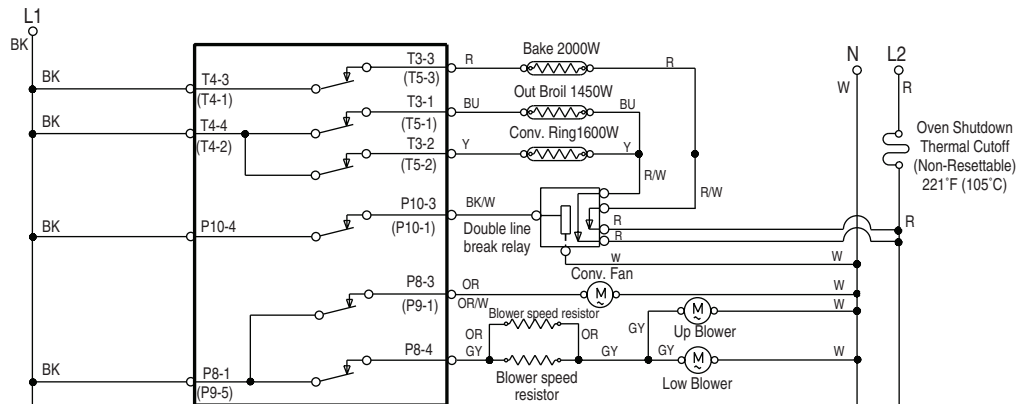 L1
N
L2
BK
BK
T4-3
(T4-1)
T3-3
(T5-3)
R
Bake 2000W
R
W
R
BK
T4-4
(T4-2)
T3-1
(T5-1)
BU
Out Broil 1450W
BU
Oven Shutdown
Thermal Cutoff
(Non-Resettable)
221˚F (105˚C)
T3-2
(T5-2)
Y
Conv. Ring1600W
Y
R/W
R/W
BK
P10-4
P10-3
(P10-1)
BK/W
Double line
break relay
R
R
R
W
W
Conv. Fan
P8-3
(P9-1)
OR
OR/W
W
Blower speed resistor
OR
OR
GY
Up Blower
W
BK
P8-1
(P9-5)
P8-4
GY
GY
GY
W
Blower speed
resistor
Low Blower
M
~
M
~
M
~